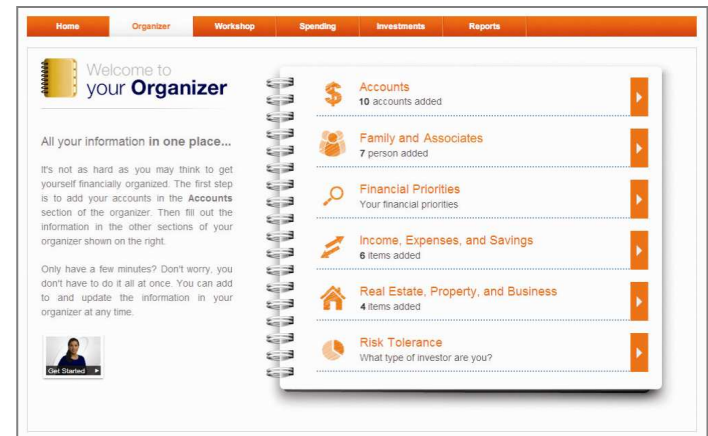 Home Organizer Workshop Spending Investments Reports
Welcome to
your Organizer
All your information in one place...
It's not as hard as you may think to get
yourself financially organized. The first step
is to add your accounts in the Accounts
section of the organizer. Then fill out the
information in the other sections of your
organizer shown on the right.
Only have a few minutes? Don't worry, you
don't have to do it all at once. You can add
to and update the information in your
organizer at any time.
Get Started
Accounts
10 accounts added
Family and Associates
7 person added
Financial Priorities
Your financial priorities
Income, Expenses, and Savings
6 items added
Real Estate, Property, and Business
4 items added
Risk Tolerance
What type of investor are you?